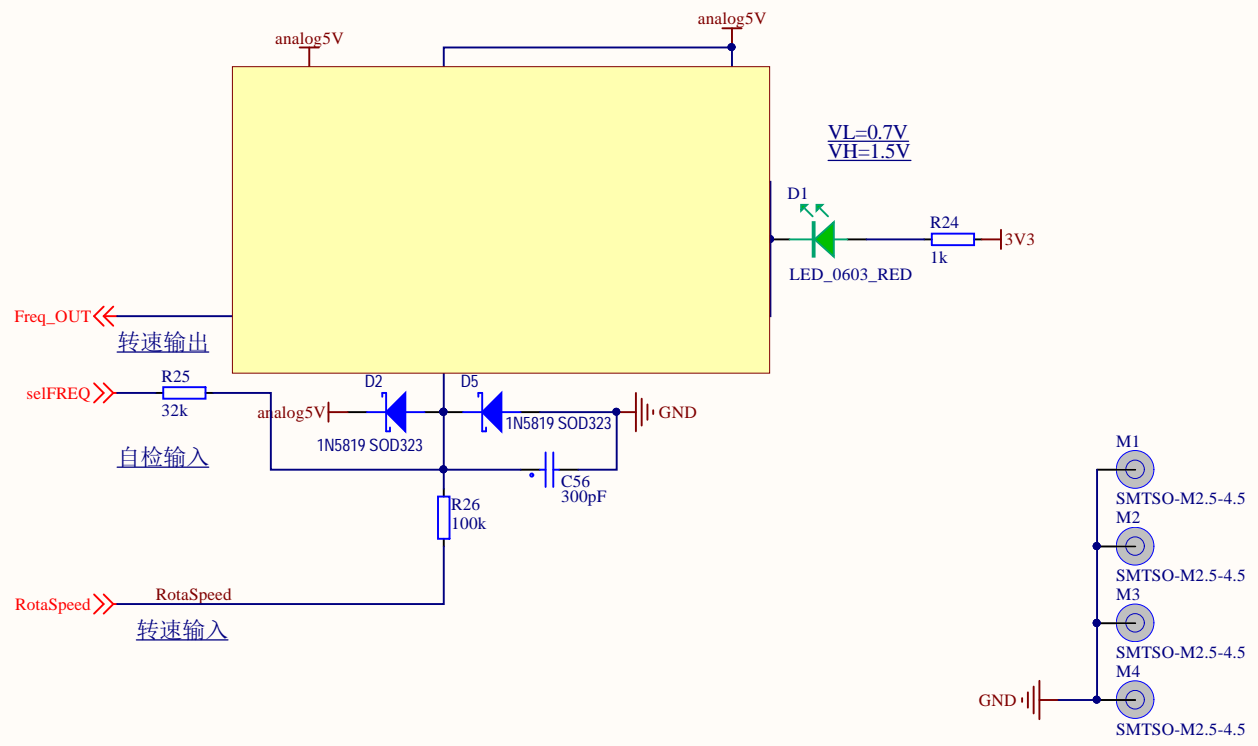 analog5V
analog5V
VL=0.7V
VH=1.5V
D1
R24
3V3
1k
LED_0603_RED
Freq_OUT
转速输出
R25
selFREQ
32k
D2
D5
analog5V
GND
1N5819 SOD323
1N5819 SOD323
自检输入
C56
300pF
R26
100k
RotaSpeed
RotaSpeed
转速输入
M1
SMTSO-M2.5-4.5
M2
SMTSO-M2.5-4.5
M3
SMTSO-M2.5-4.5
M4
GND
SMTSO-M2.5-4.5